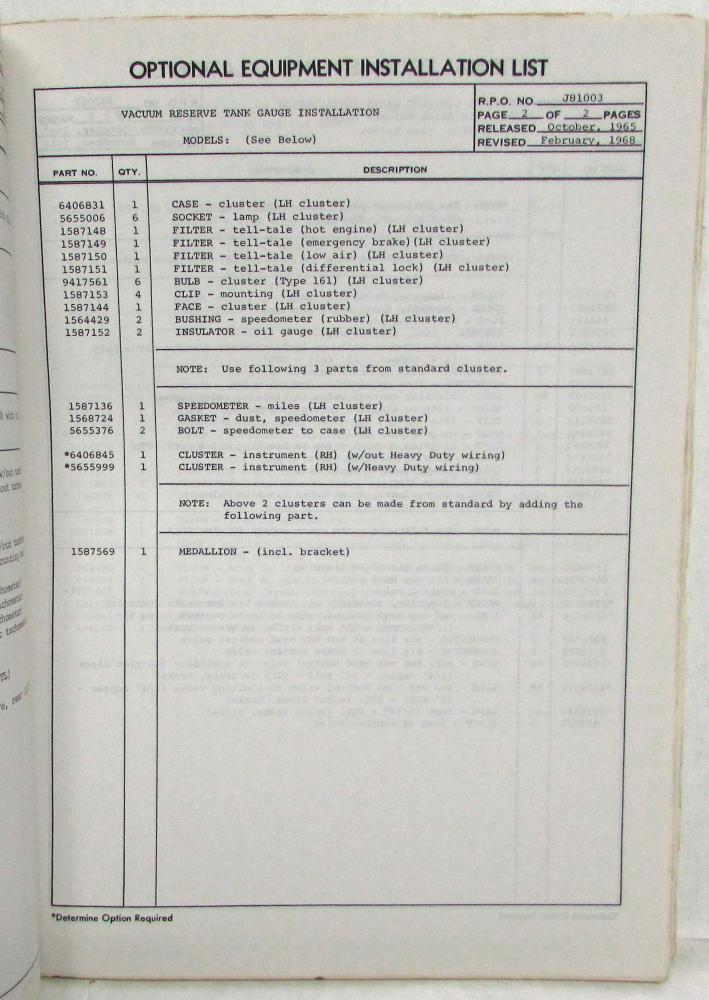 OPTIONAL EQUIPMENT INSTALLATION LIST
VACUUM RESERVE TANK GAUGE INSTALLATION
MODELS: (See Below)
R.P.O. NO. J81003
PAGE 2 OF 2 PAGES
RELEASED October, 1965
REVISED February, 1968
PART NO. QTY. DESCRIPTION
6406831 1 CASE - cluster (LH cluster)
5655006 6 SOCKET - lamp (LH cluster)
1587148 1 FILTER - tell-tale (hot engine) (LH cluster)
1587149 1 FILTER - tell-tale (emergency brake)(LH cluster)
1587150 1 FILTER - tell-tale (low air) (LH cluster)
1587151 1 FILTER - tell-tale (differential lock) (LH cluster)
9417561 6 BULB - cluster (Type 161) (LH cluster)
1587153 4 CLIP - mounting (LH cluster)
1587144 1 FACE - cluster (LH cluster)
1564429 2 BUSHING - speedometer (rubber) (LH cluster)
1587152 2 INSULATOR - oil gauge (LH cluster)
NOTE: Use following 3 parts from standard cluster.
1587136 1 SPEEDOMETER - miles (LH cluster)
1568724 1 GASKET - dust, speedometer (LH cluster)
5655376 2 BOLT - speedometer to case (LH cluster)
*6406845 1 CLUSTER - instrument (RH) (w/out Heavy Duty wiring)
*5655999 1 CLUSTER - instrument (RH) (w/Heavy Duty wiring)
NOTE: Above 2 clusters can be made from standard by adding the
following part.
1587569 1 MEDALLION - (incl. bracket)
*Determine Option Required